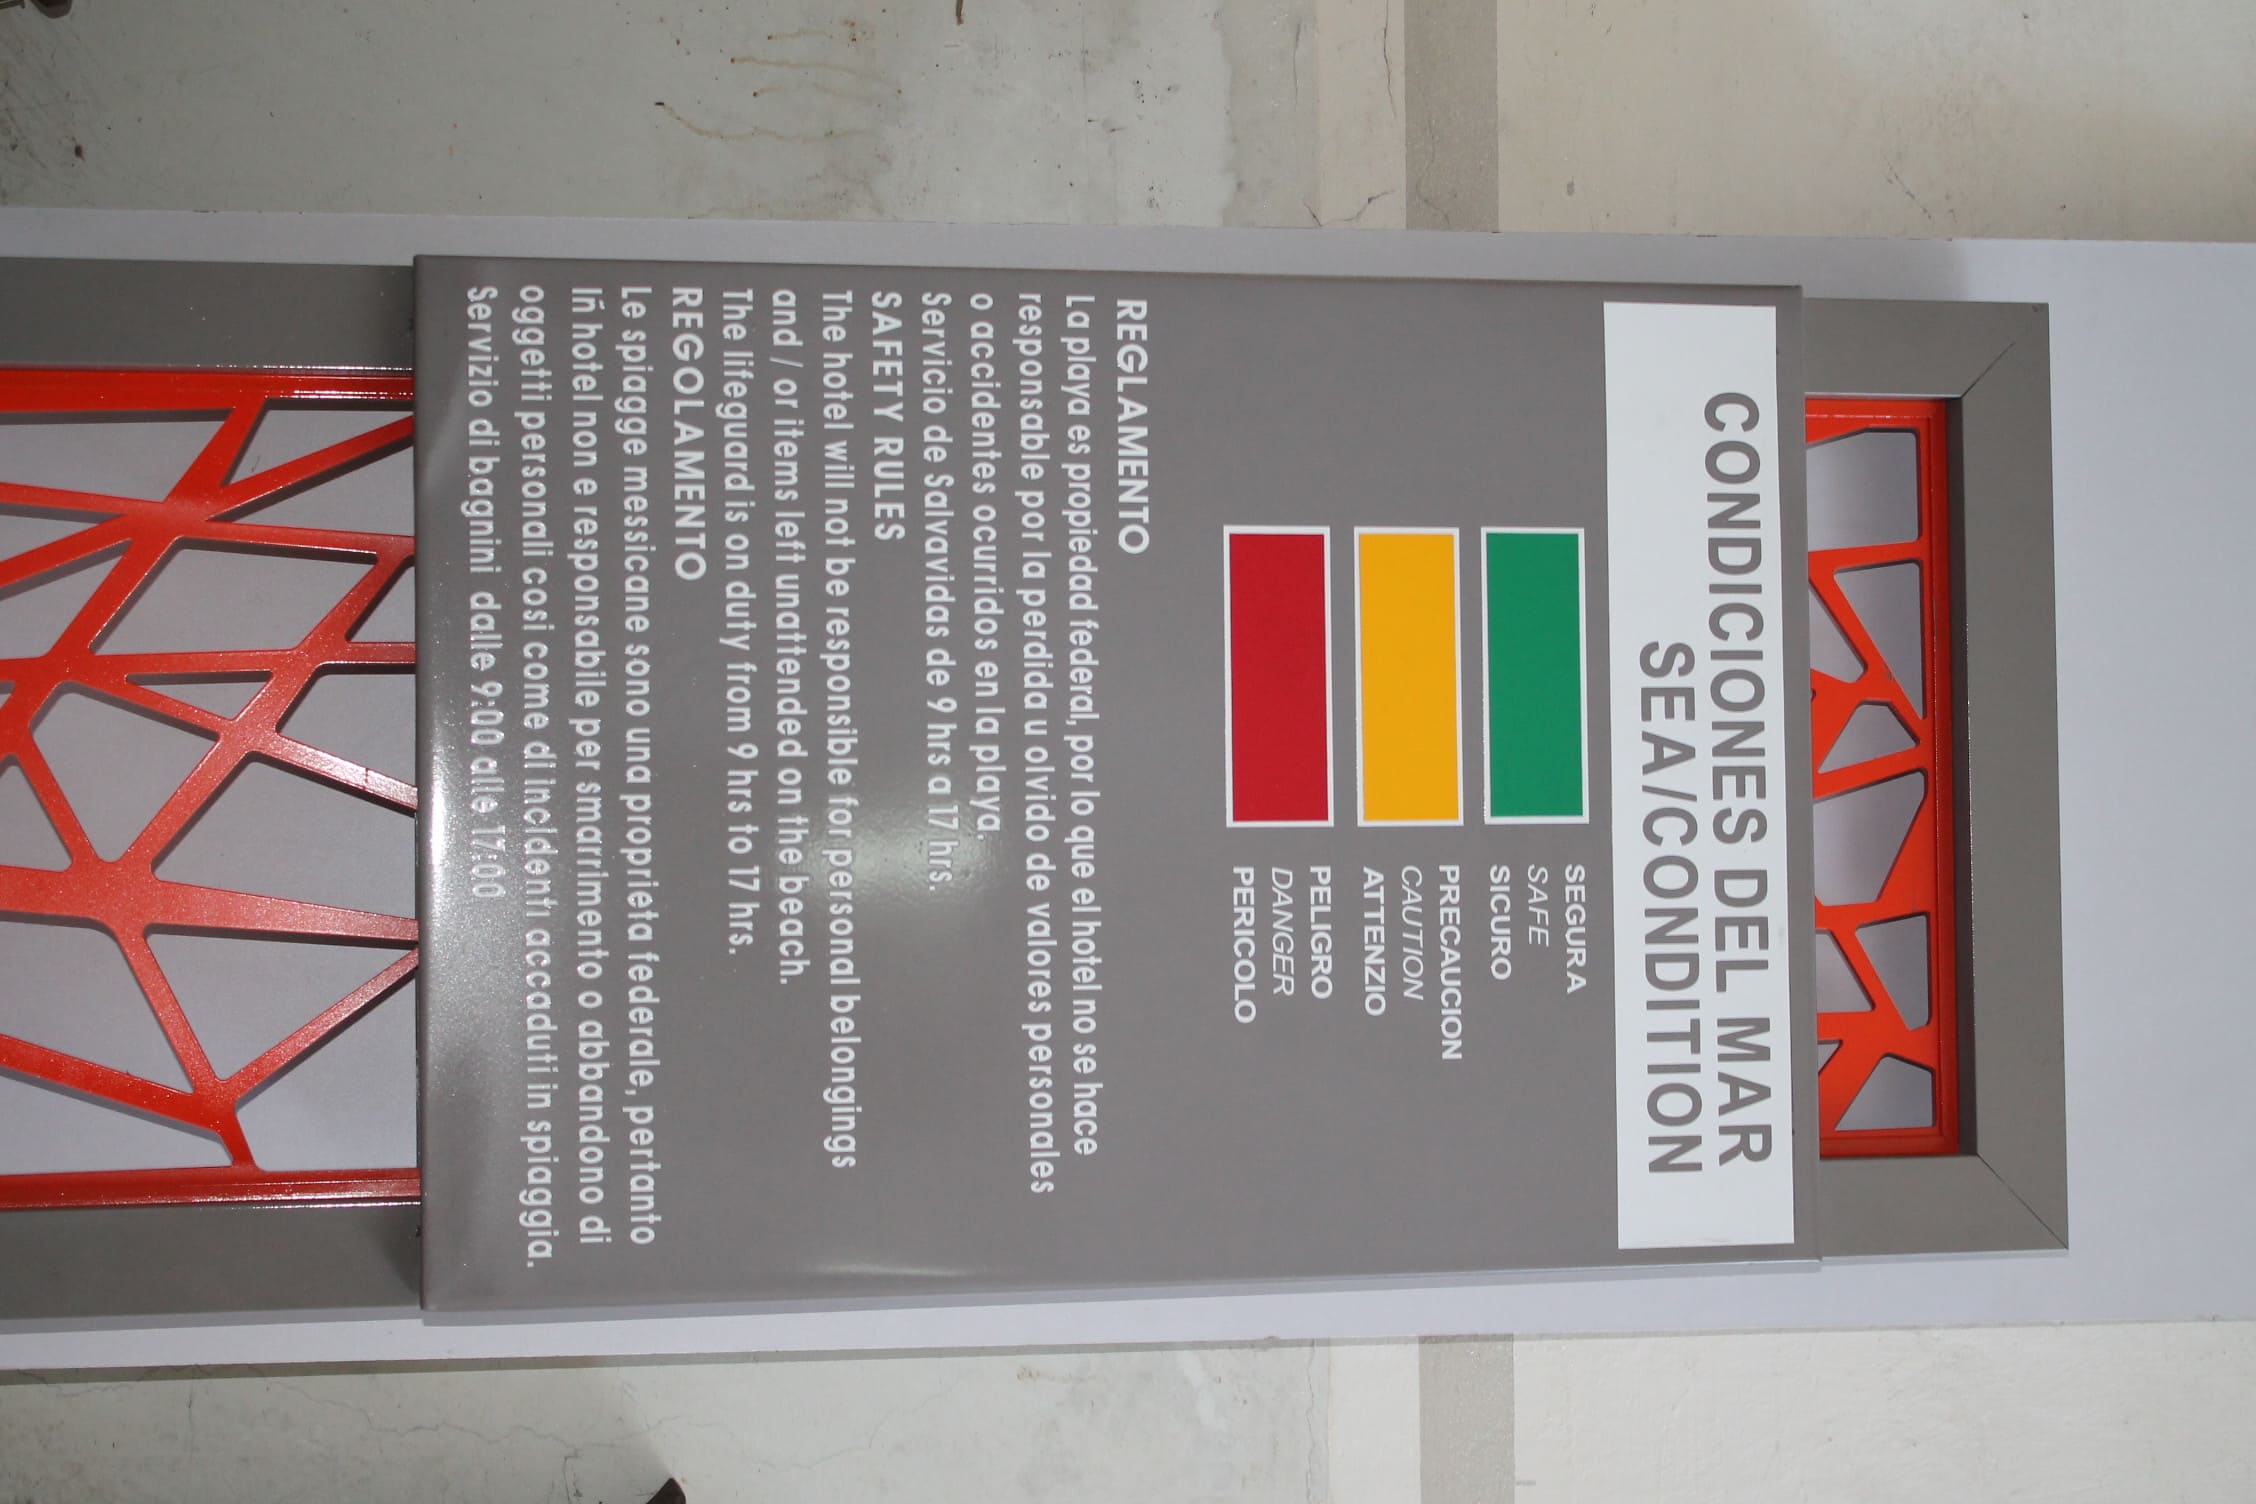 CONDICIONES DEL MAR
SEA/CONDITION
SEGURA
SAFE
SICURO
PRECAUCION
CAUTION
ATTENZIO
PELIGRO
DANGER
PERICOLO
REGLAMENTO
La playa es propiedad federal, por lo que el hotel no se hace
responsable por la perdida u olvido de valores personales
o accidentes ocurridos en la playa.
Servicio de Salvavidas de 9 hrs a 17 hrs.
SAFETY RULES
The hotel will not be responsible for personal belongings
and / or items left unattended on the beach.
The lifeguard is on duty from 9 hrs to 17 hrs.
REGOLAMENTO
Le spiagge messicane sono una proprieta federale, pertanto
Iń hotel non e responsabile per smarrimento o abbandono di
oggetti personali cosi come di incidenti accaduti in spiaggia.
Servizio di bagnini dalle 9:00 alle 17:00